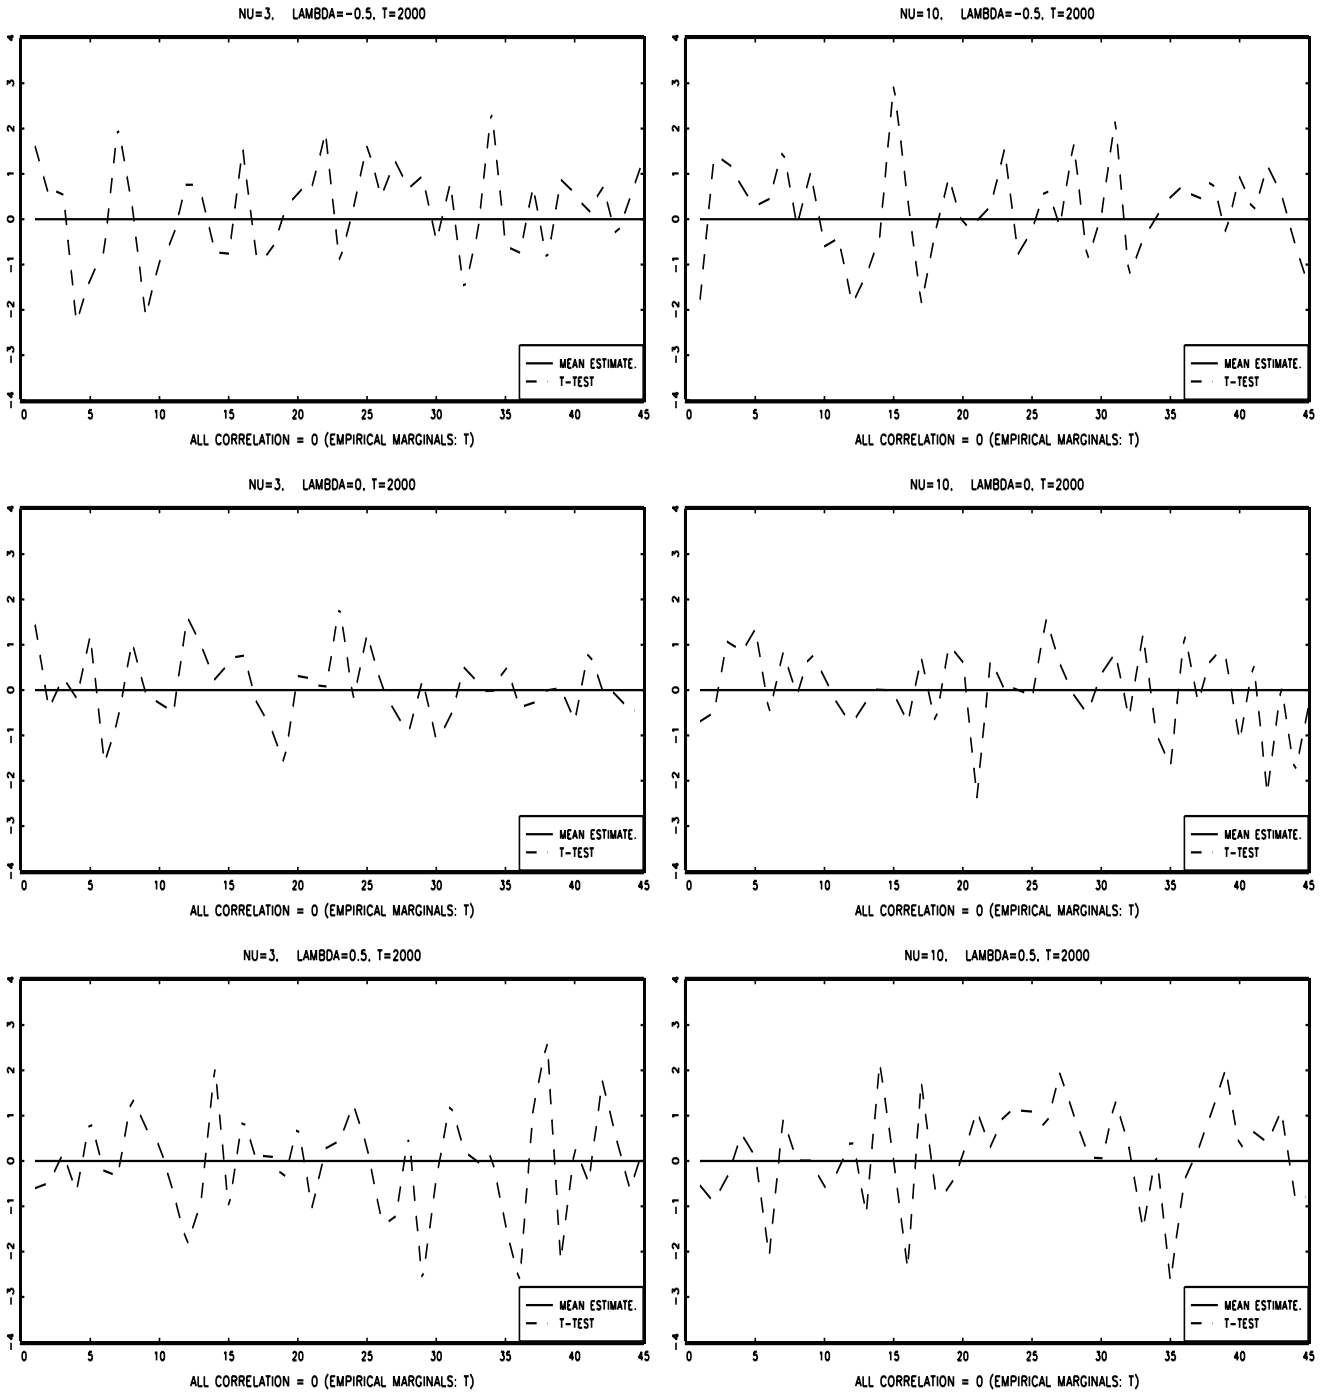 NU=3, LAMBDA=-0.5, T=2000
4
3
2
1
0
-1
-2
-3
-4
MEAN ESTIMATE.
T-TEST
0 5 10 15 20 25 30 35 40 45
ALL CORRELATION = 0 (EMPIRICAL MARGINALS: T)
NU=10, LAMBDA=-0.5, T=2000
4
3
2
1
0
-1
-2
-3
-4
MEAN ESTIMATE.
T-TEST
0 5 10 15 20 25 30 35 40 45
ALL CORRELATION = 0 (EMPIRICAL MARGINALS: T)
NU=3, LAMBDA=0, T=2000
4
3
2
1
0
-1
-2
-3
-4
MEAN ESTIMATE.
T-TEST
0 5 10 15 20 25 30 35 40 45
ALL CORRELATION = 0 (EMPIRICAL MARGINALS: T)
NU=10, LAMBDA=0, T=2000
4
3
2
1
0
-1
-2
-3
-4
MEAN ESTIMATE.
T-TEST
0 5 10 15 20 25 30 35 40 45
ALL CORRELATION = 0 (EMPIRICAL MARGINALS: T)
NU=3, LAMBDA=0.5, T=2000
4
3
2
1
0
-1
-2
-3
-4
MEAN ESTIMATE.
T-TEST
0 5 10 15 20 25 30 35 40 45
ALL CORRELATION = 0 (EMPIRICAL MARGINALS: T)
NU=10, LAMBDA=0.5, T=2000
4
3
2
1
0
-1
-2
-3
-4
MEAN ESTIMATE.
T-TEST
0 5 10 15 20 25 30 35 40 45
ALL CORRELATION = 0 (EMPIRICAL MARGINALS: T)